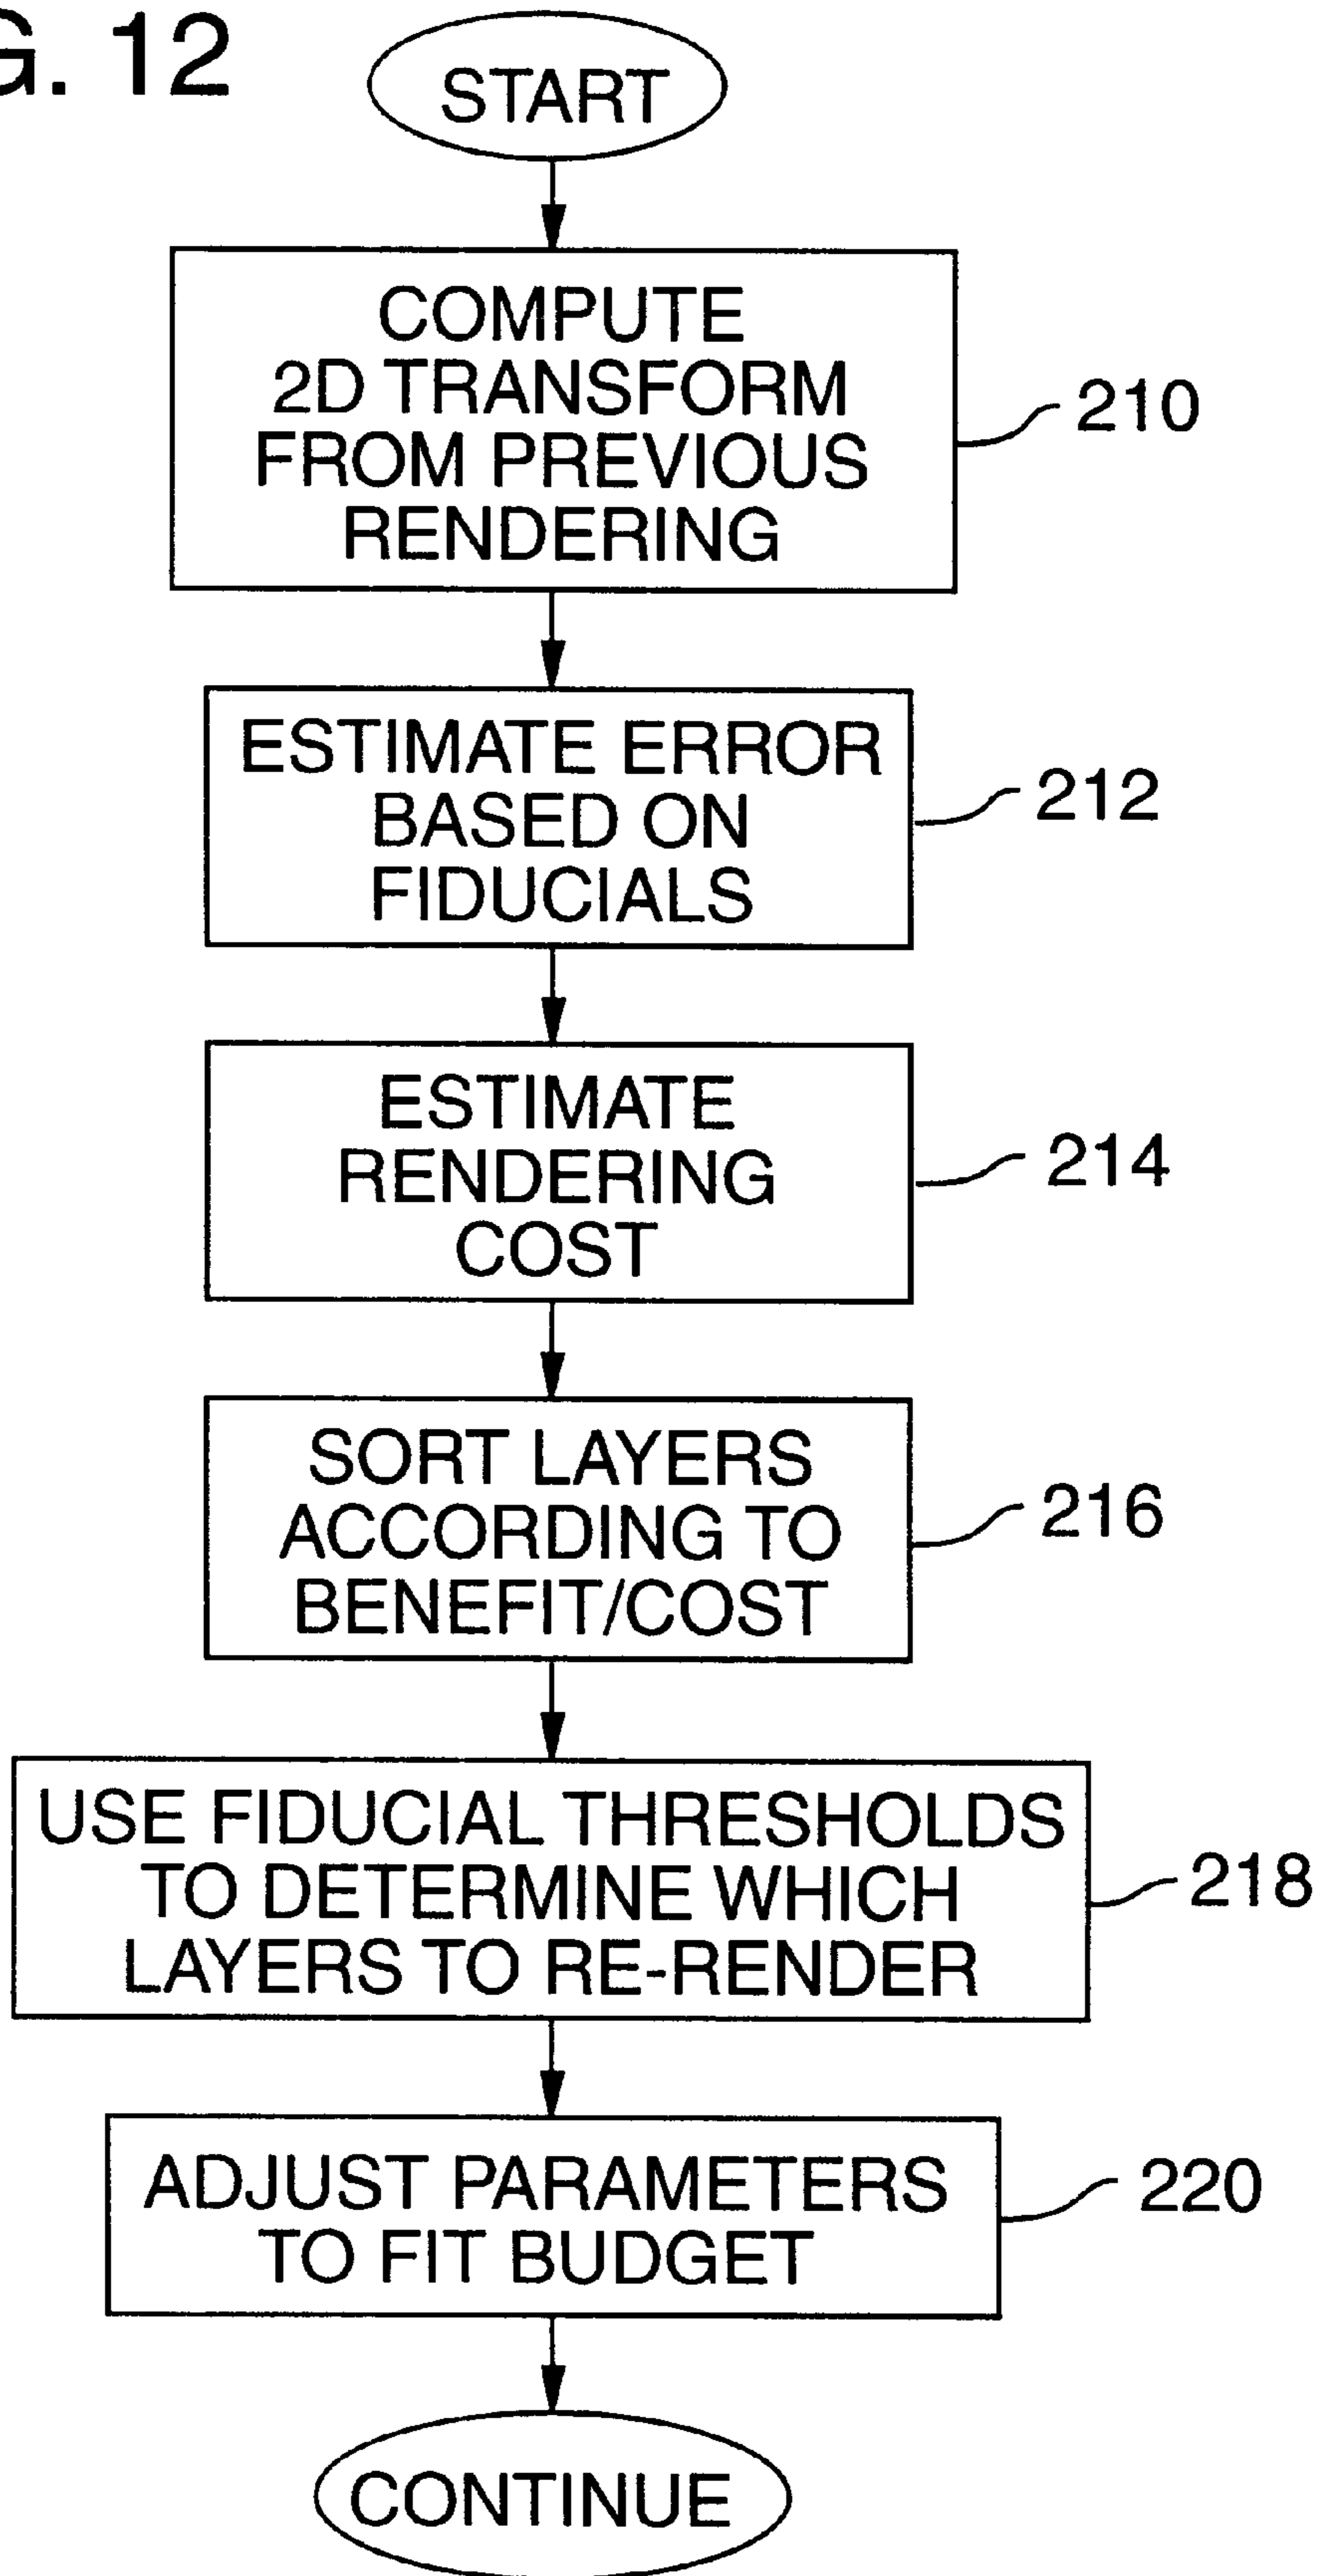 G. 12
START
COMPUTE
2D TRANSFORM
FROM PREVIOUS
RENDERING
210
ESTIMATE ERROR
BASED ON
FIDUCIALS
212
ESTIMATE
RENDERING
COST
214
SORT LAYERS
ACCORDING TO
BENEFIT/COST
216
USE FIDUCIAL THRESHOLDS
TO DETERMINE WHICH
LAYERS TO RE-RENDER
218
ADJUST PARAMETERS
TO FIT BUDGET
220
CONTINUE